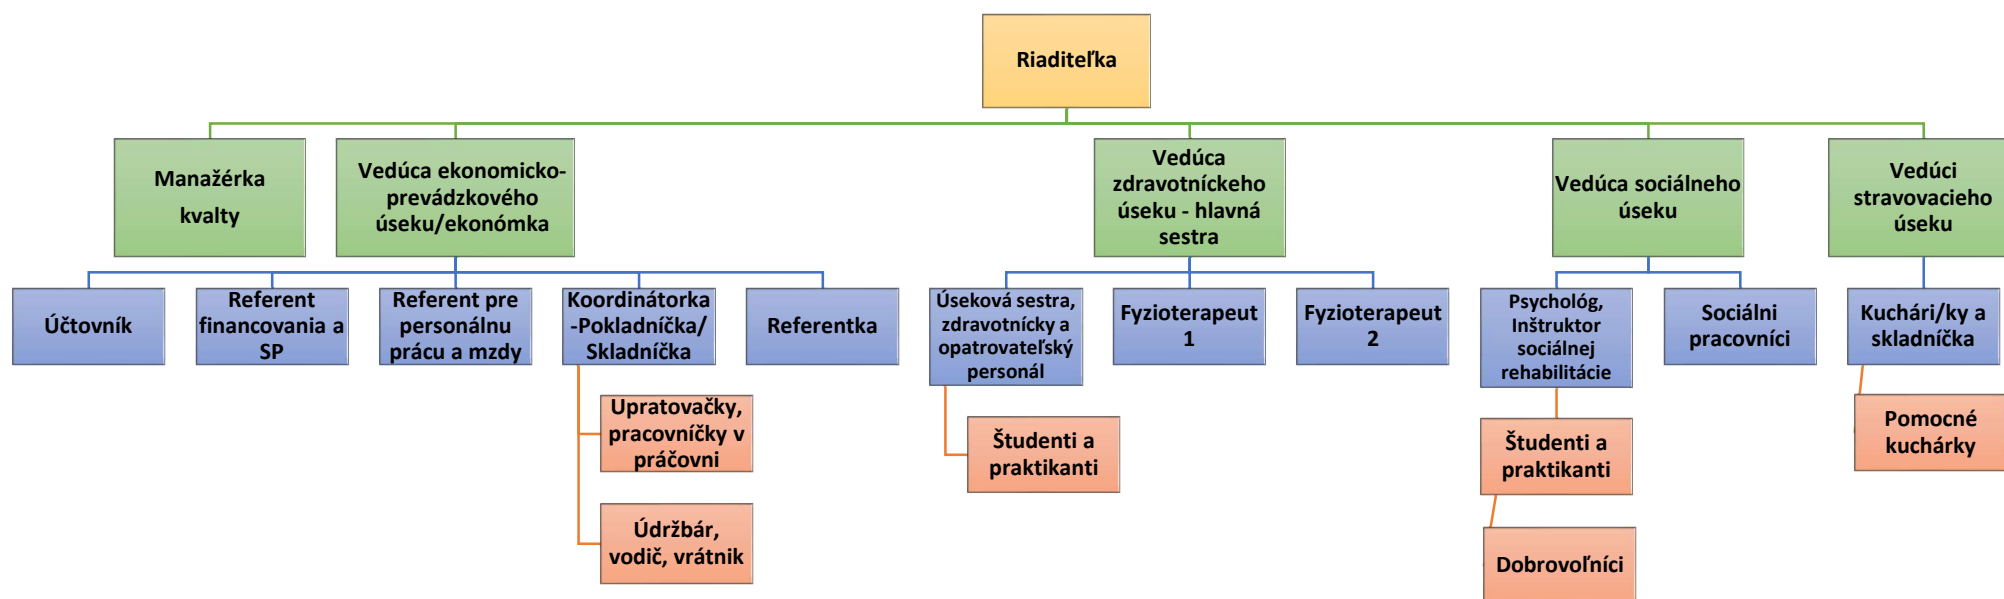 Riaditeľka
Manažérka
kvalty
Vedúca ekonomicko-
prevádzkového
úseku/ekonómka
Vedúca
zdravotníckeho
úseku - hlavná
sestra
Vedúca sociálneho
úseku
Vedúci
stravovacieho
úseku
Účtovník
Referent
financovania a
SP
Referent pre
personálnu
prácu a mzdy
Koordinátorka
-Pokladníčka/
Skladníčka
Referentka
Úseková sestra,
zdravotnícky a
opatrovateľský
personál
Fyzioterapeut
1
Fyzioterapeut
2
Psychológ,
Inštruktor
sociálnej
rehabilitácie
Sociálni
pracovníci
Kuchári/ky a
skladníčka
Upratovačky,
pracovníčky v
práčovni
Študenti a
praktikanti
Študenti a
praktikanti
Pomocné
kuchárky
Údržbár,
vodič, vrátnik
Dobrovoľníci